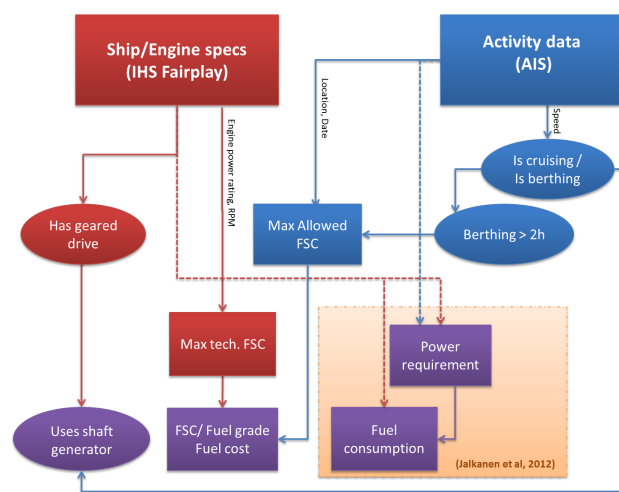 Ship/Engine specs
(IHS Fairplay)
Activity data
(AIS)
Location, Date
Speed
Engine power rating, RPM
Is cruising /
Is berthing
Has geared
drive
Max Allowed
FSC
Berthing > 2h
Max tech. FSC
Power
requirement
Uses shaft
generator
FSC/ Fuel grade
Fuel cost
Fuel
consumption
(Jalkanen et al, 2012)